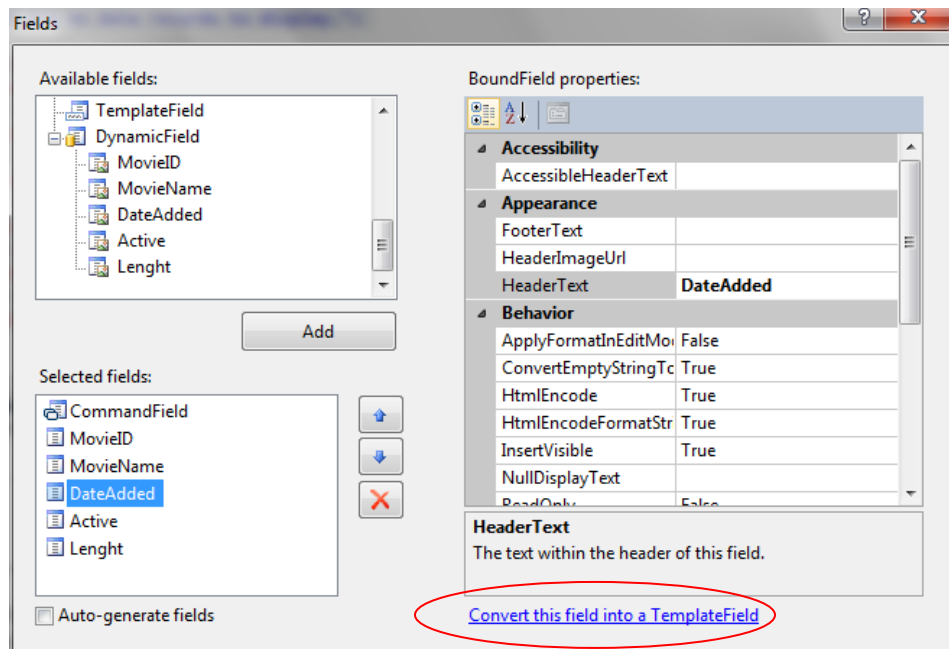 Fields
?
Available fields:
TemplateField
DynamicField
MovieID
MovieName
DateAdded
Active
Lenght
Add
Selected fields:
CommandField
MovieID
MovieName
DateAdded
Active
Lenght
Auto-generate fields
BoundField properties:
Accessibility
AccessibleHeaderText
Appearance
FooterText
HeaderImageUrl
HeaderText DateAdded
Behavior
ApplyFormatInEditMo False
ConvertEmptyStringTo True
HtmlEncode True
HtmlEncodeFormatStr True
InsertVisible True
NullDisplayText
ReadOnly False
HeaderText
The text within the header of this field.
Convert this field into a TemplateField